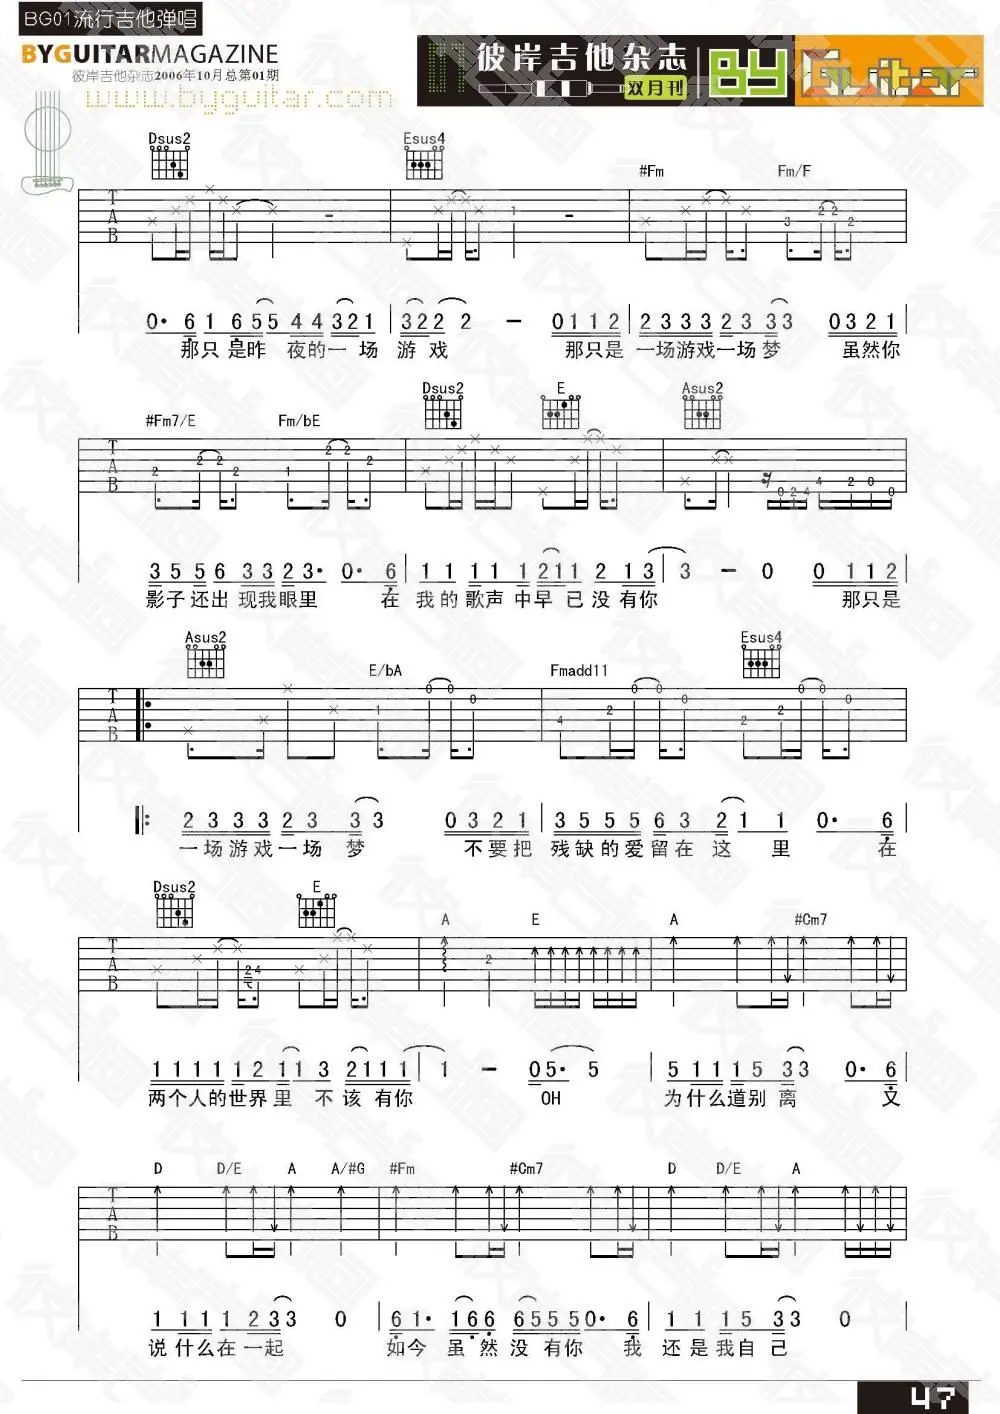 BG01流行吉他弹唱
BYGUITARMAGAZINE
彼岸吉他杂志2006年10月总第01期
www.byguitar.com
彼岸吉他杂志
双月刊
BY Guitar
Dsus2 Esus4 #Fm Fm/F
T A B
3 2 2 2 1
0· 6 1 6 5 5 4 4 3 2 1 3 2 2 2 — 0 1 1 2 2 3 3 3 2 3 3 3 0 3 2 1
那只是昨 夜的一 场 游 戏 那只是 一场游戏一场 梦 虽然你
#Fm7/E Fm/bE Dsus2 E Asus2
T A B
3 5 5 6 3 3 2 3· 0· 6 1 1 1 1 1 2 1 1 2 1 3 3 — 0 0 1 1 2
影子还出 现我眼里 在 我的歌声 中早 已没有你 那只是
Asus2 E/bA Fmadd11 Esus4
T A B
2 3 3 3 2 3 3 3 0 3 2 1 3 5 5 5 6 3 2 1 1 0· 6
一场游戏一场 梦 不要把 残缺的爱留在 这 里 在
Dsus2 E A E A #Cm7
T A B
1 1 1 1 1 2 1 1 3 2 1 1 1 1 — 0 5· 5 5 1 1 1 5 3 3 0· 6
两个人的世界里 不 该 有你 OH 为什么道别 离 又
D D/E A A/#G #Fm #Cm7 D D/E A
T A B
1 1 1 1 2 3 3 0 6 1· 1 6 6 6 5 5 5 0· 6 1 1 1 5 3 3 0
说什么在一起 如今 虽 然 没 有你 我 还是我自己
47